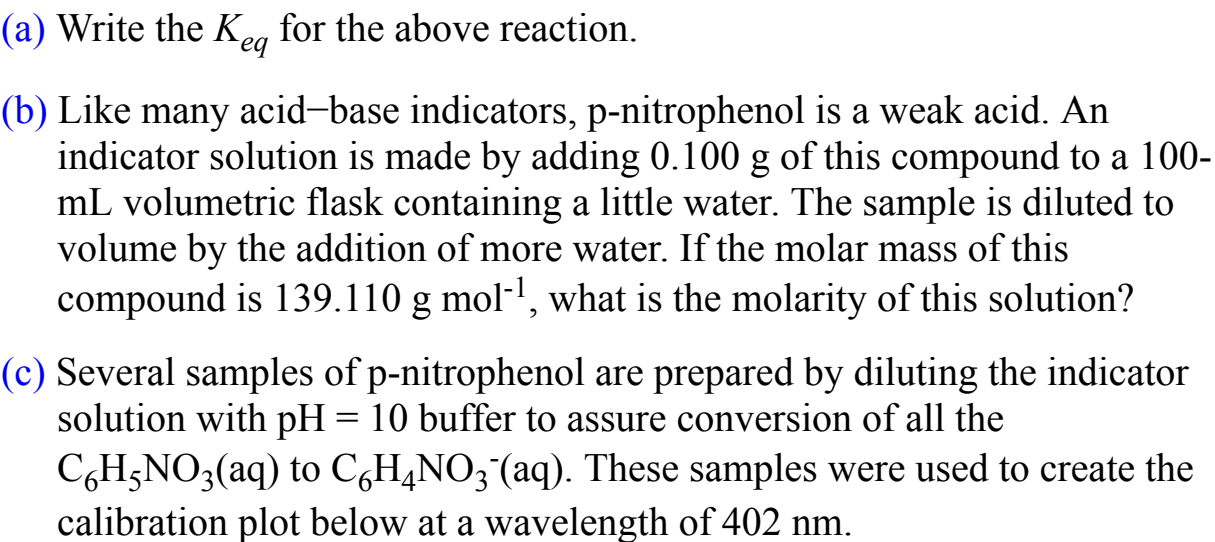 (a) Write the Keq for the above reaction.
(b) Like many acid−base indicators, p-nitrophenol is a weak acid. An
indicator solution is made by adding 0.100 g of this compound to a 100-
mL volumetric flask containing a little water. The sample is diluted to
volume by the addition of more water. If the molar mass of this
compound is 139.110 g mol⁻¹, what is the molarity of this solution?
(c) Several samples of p-nitrophenol are prepared by diluting the indicator
solution with pH = 10 buffer to assure conversion of all the
C₆H₅NO₃(aq) to C₆H₄NO₃⁻(aq). These samples were used to create the
calibration plot below at a wavelength of 402 nm.